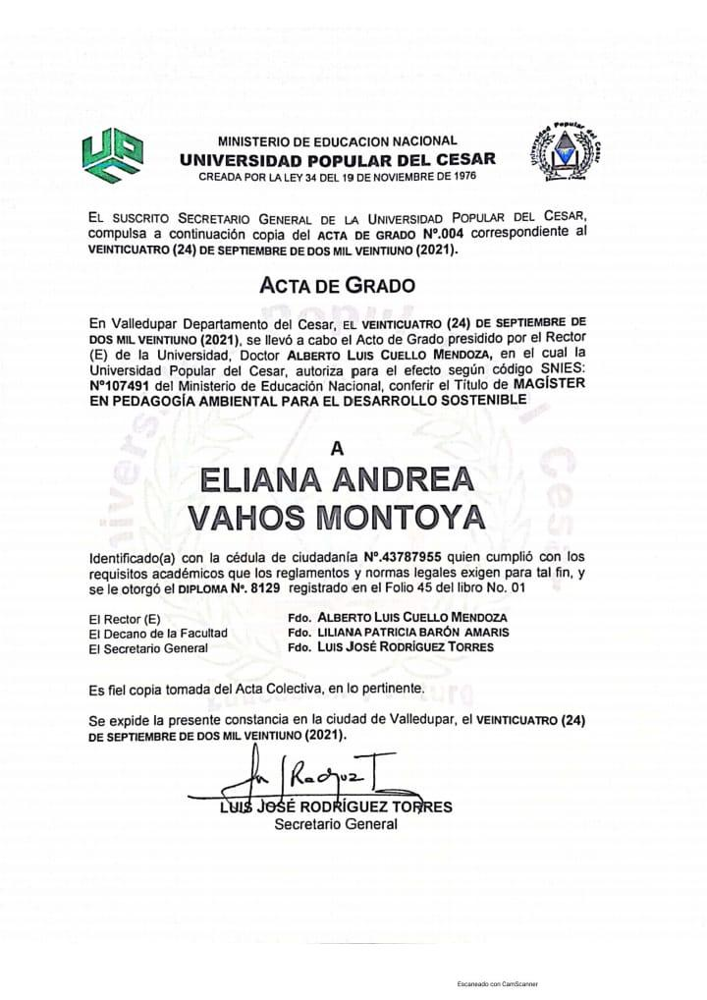 MINISTERIO DE EDUCACION NACIONAL
UNIVERSIDAD POPULAR DEL CESAR
CREADA POR LA LEY 34 DEL 19 DE NOVIEMBRE DE 1976
Universidad Popular del Cesar
EL SUSCRITO SECRETARIO GENERAL DE LA UNIVERSIDAD POPULAR DEL CESAR,
compulsa a continuación copia del ACTA DE GRADO Nº.004 correspondiente al
VEINTICUATRO (24) DE SEPTIEMBRE DE DOS MIL VEINTIUNO (2021).
ACTA DE GRADO
En Valledupar Departamento del Cesar, EL VEINTICUATRO (24) DE SEPTIEMBRE DE
DOS MIL VEINTIUNO (2021), se llevó a cabo el Acto de Grado presidido por el Rector
(E) de la Universidad, Doctor ALBERTO LUIS CUELLO MENDOZA, en el cual la
Universidad Popular del Cesar, autoriza para el efecto según código SNIES:
Nº107491 del Ministerio de Educación Nacional, conferir el Título de MAGÍSTER
EN PEDAGOGÍA AMBIENTAL PARA EL DESARROLLO SOSTENIBLE
A
ELIANA ANDREA
VAHOS MONTOYA
Identificado(a) con la cédula de ciudadanía Nº.43787955 quien cumplió con los
requisitos académicos que los reglamentos y normas legales exigen para tal fin, y
se le otorgó el DIPLOMA Nº. 8129 registrado en el Folio 45 del libro No. 01
El Rector (E) Fdo. ALBERTO LUIS CUELLO MENDOZA
El Decano de la Facultad Fdo. LILIANA PATRICIA BARÓN AMARIS
El Secretario General Fdo. LUIS JOSÉ RODRÍGUEZ TORRES
Es fiel copia tomada del Acta Colectiva, en lo pertinente.
Se expide la presente constancia en la ciudad de Valledupar, el VEINTICUATRO (24)
DE SEPTIEMBRE DE DOS MIL VEINTIUNO (2021).
LUIS JOSÉ RODRÍGUEZ TORRES
Secretario General
Escaneado con CamScanner